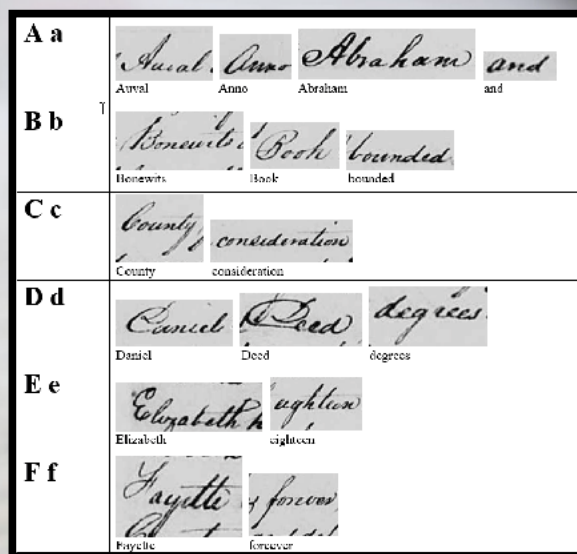 A a
Auval Anno Abraham and
Auval Anno Abraham and
B b
Bonewits Book bounded
Bonewits Book bounded
C c
County consideration
County consideration
D d
Daniel Deed degrees
Daniel Deed degrees
E e
Elizabeth eighteen
Elizabeth eighteen
F f
Fayette forever
Fayette foreever